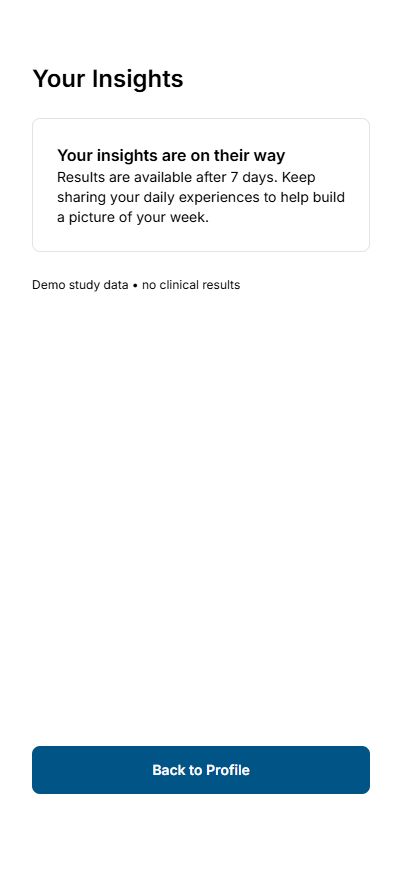 Your Insights
Your insights are on their way
Results are available after 7 days. Keep
sharing your daily experiences to help build
a picture of your week.
Demo study data • no clinical results
Back to Profile